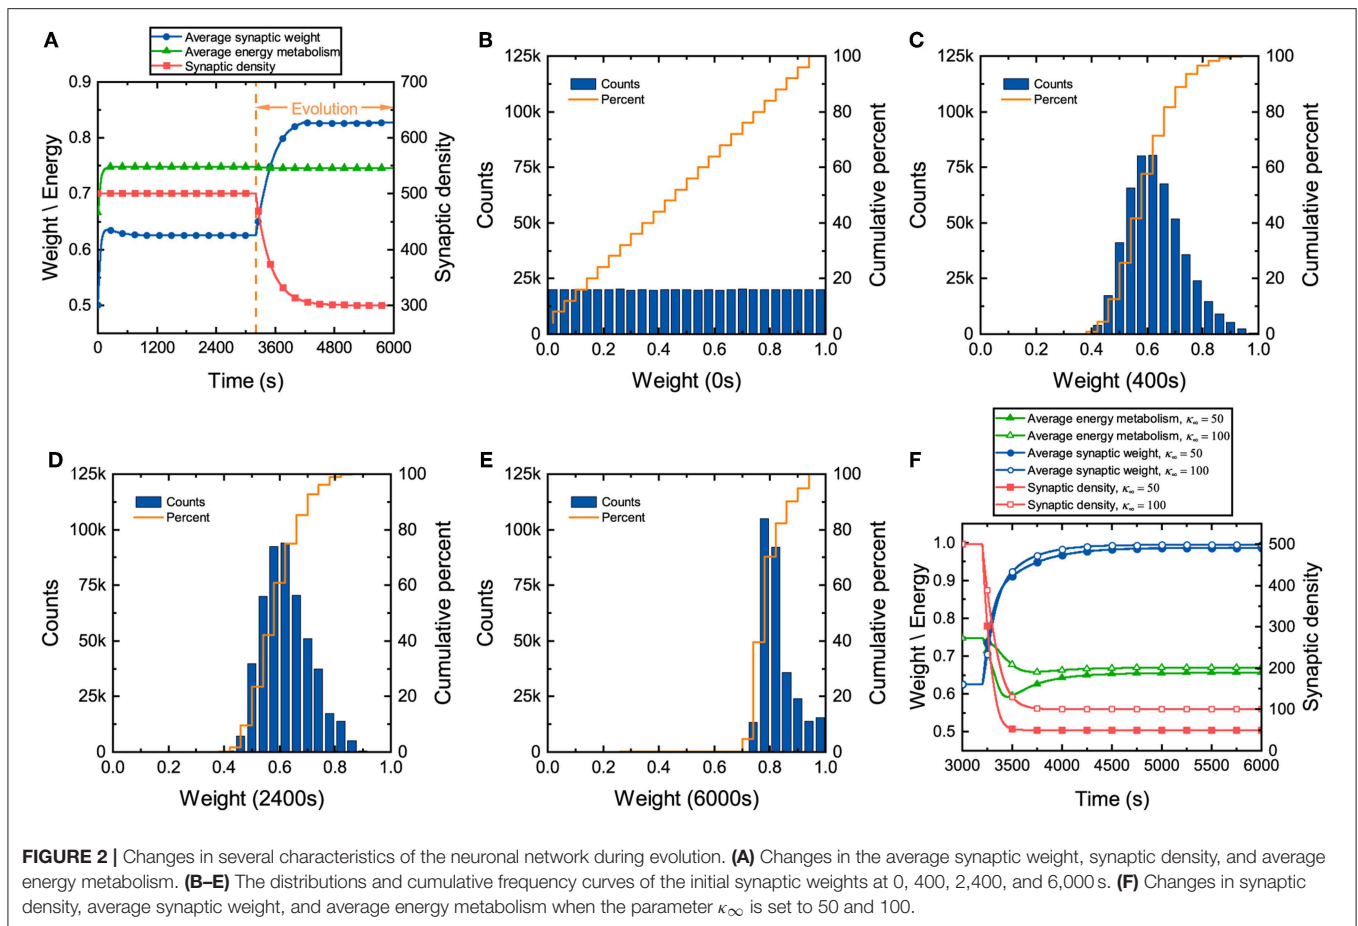 A
Average synaptic weight
Average energy metabolism
Synaptic density
0.9
0.8
0.7
0.6
0.5
Weight \ Energy
700
600
500
400
300
Synaptic density
Evolution
0 1200 2400 3600 4800 6000
Time (s)
B
125k
100k
75k
50k
25k
0
Counts
Counts
Percent
100
80
60
40
20
0
Cumulative percent
0.0 0.2 0.4 0.6 0.8 1.0
Weight (0s)
C
125k
100k
75k
50k
25k
0
Counts
Counts
Percent
100
80
60
40
20
0
Cumulative percent
0.0 0.2 0.4 0.6 0.8 1.0
Weight (400s)
D
125k
100k
75k
50k
25k
0
Counts
Counts
Percent
100
80
60
40
20
0
Cumulative percent
0.0 0.2 0.4 0.6 0.8 1.0
Weight (2400s)
E
125k
100k
75k
50k
25k
0
Counts
Counts
Percent
100
80
60
40
20
0
Cumulative percent
0.0 0.2 0.4 0.6 0.8 1.0
Weight (6000s)
Average energy metabolism, κ∞ = 50
Average energy metabolism, κ∞ = 100
Average synaptic weight, κ∞ = 50
Average synaptic weight, κ∞ = 100
Synaptic density, κ∞ = 50
Synaptic density, κ∞ = 100
F
1.0
0.9
0.8
0.7
0.6
0.5
Weight \ Energy
500
400
300
200
100
0
Synaptic density
3000 3500 4000 4500 5000 5500 6000
Time (s)
FIGURE 2 | Changes in several characteristics of the neuronal network during evolution. (A) Changes in the average synaptic weight, synaptic density, and average
energy metabolism. (B–E) The distributions and cumulative frequency curves of the initial synaptic weights at 0, 400, 2,400, and 6,000 s. (F) Changes in synaptic
density, average synaptic weight, and average energy metabolism when the parameter κ∞ is set to 50 and 100.